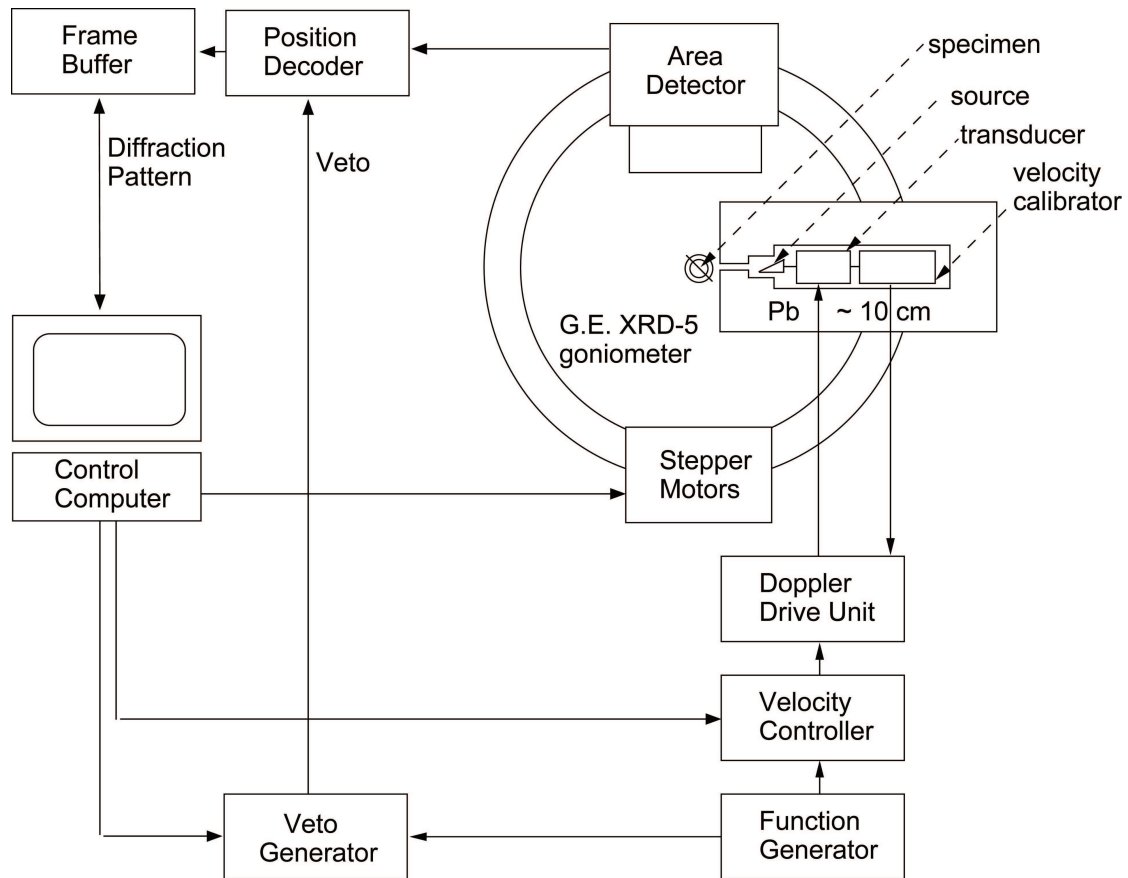 Frame
Buffer
Position
Decoder
Area
Detector
specimen
source
transducer
velocity
calibrator
Diffraction
Pattern
Veto
G.E. XRD-5
goniometer
Pb ~ 10 cm
Control
Computer
Stepper
Motors
Doppler
Drive Unit
Velocity
Controller
Veto
Generator
Function
Generator